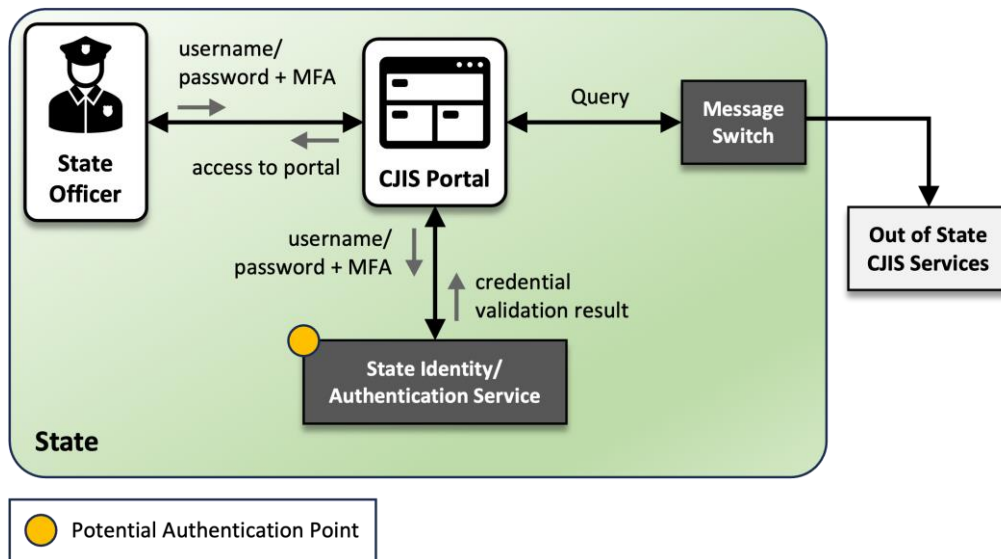 username/
password + MFA
State
Officer
access to portal
CJIS Portal
Query
Message
Switch
Out of State
CJIS Services
username/
password + MFA
credential
validation result
State Identity/
Authentication Service
State
Potential Authentication Point